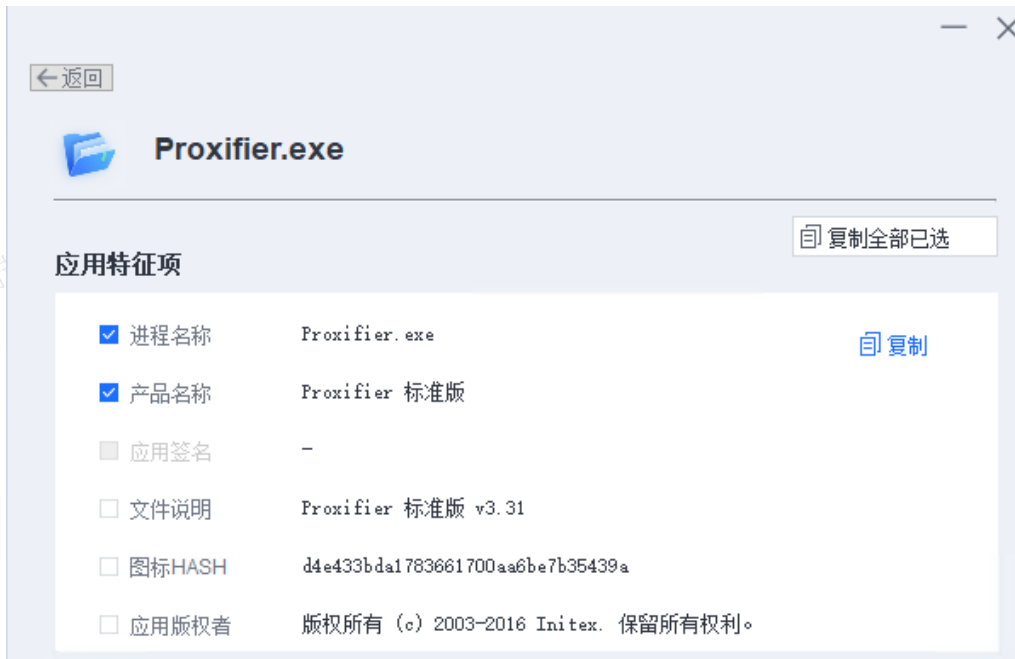 返回
Proxifier.exe
复制全部已选
应用特征项
进程名称 Proxifier.exe 复制
产品名称 Proxifier 标准版
应用签名 -
文件说明 Proxifier 标准版 v3.31
图标HASH d4e433bda1783661700aa6be7b35439a
应用版权者 版权所有 (c) 2003-2016 Initex. 保留所有权利。